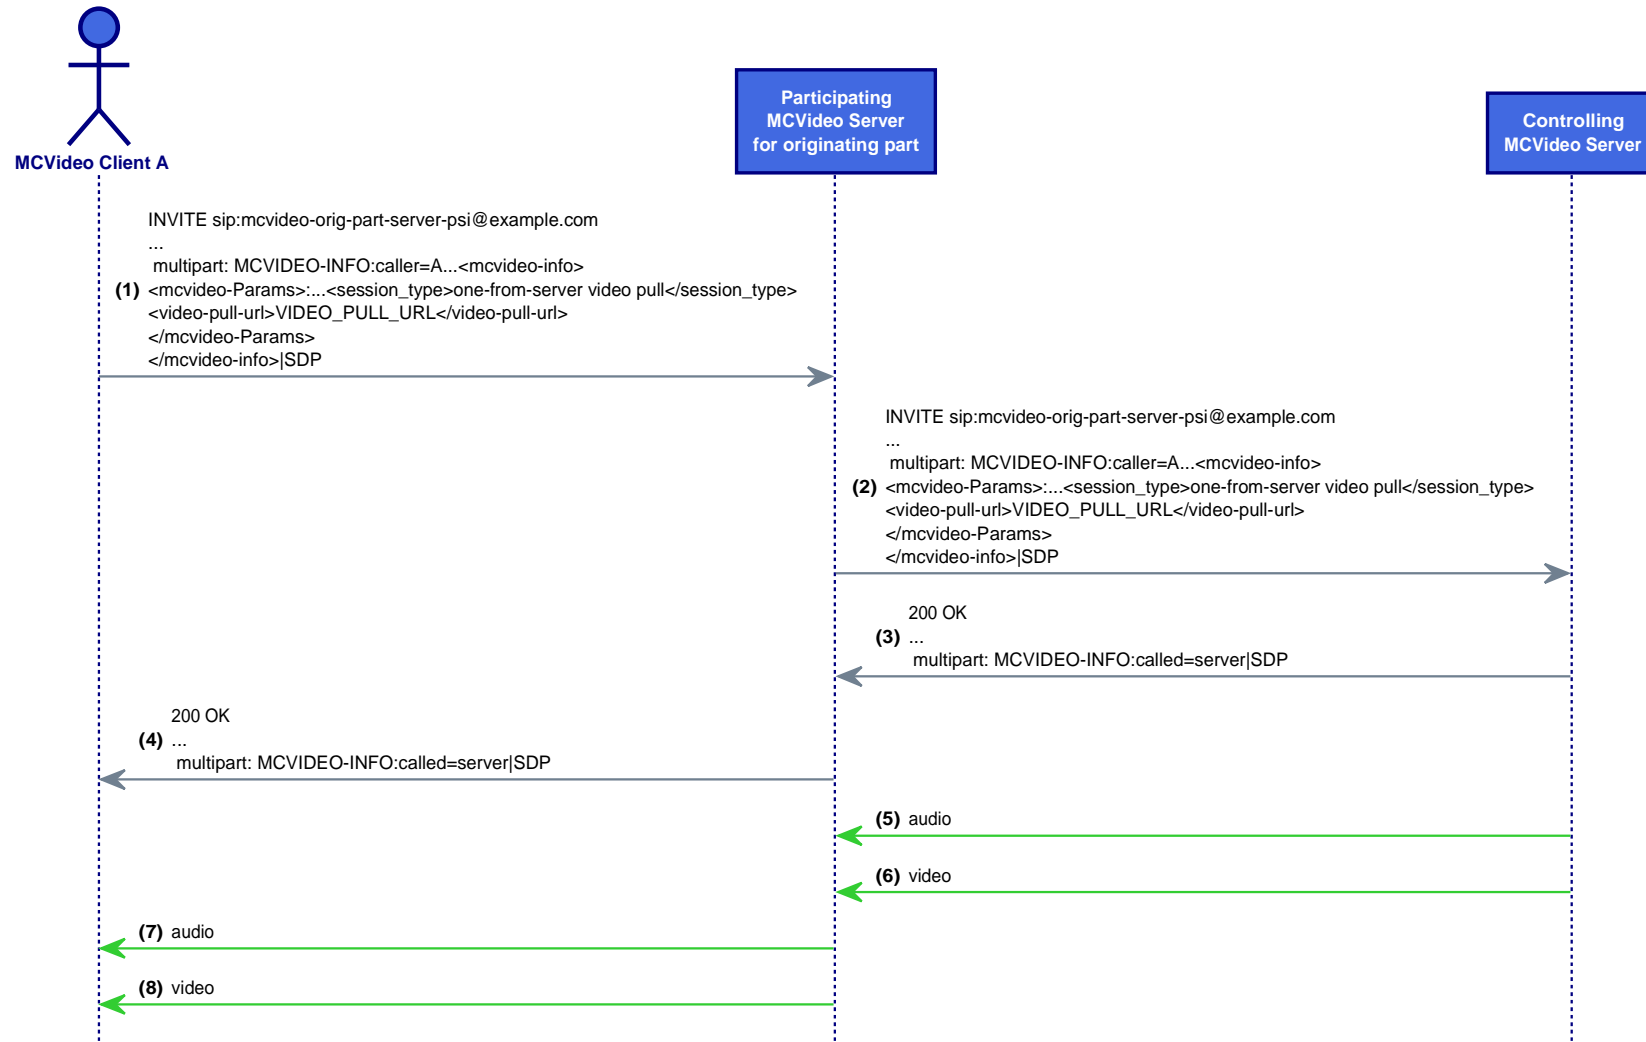 Participating
MCVideo Server
for originating part
Controlling
MCVideo Server
MCVideo Client A
INVITE sip:mcvideo-orig-part-server-psi@example.com
...
multipart: MCVIDEO-INFO:caller=A...<mcvideo-info>
(1) <mcvideo-Params>:...<session_type>one-from-server video pull</session_type>
<video-pull-url>VIDEO_PULL_URL</video-pull-url>
</mcvideo-Params>
</mcvideo-info>|SDP
INVITE sip:mcvideo-orig-part-server-psi@example.com
...
multipart: MCVIDEO-INFO:caller=A...<mcvideo-info>
(2) <mcvideo-Params>:...<session_type>one-from-server video pull</session_type>
<video-pull-url>VIDEO_PULL_URL</video-pull-url>
</mcvideo-Params>
</mcvideo-info>|SDP
200 OK
(3) ...
multipart: MCVIDEO-INFO:called=server|SDP
200 OK
(4) ...
multipart: MCVIDEO-INFO:called=server|SDP
(5) audio
(6) video
(7) audio
(8) video